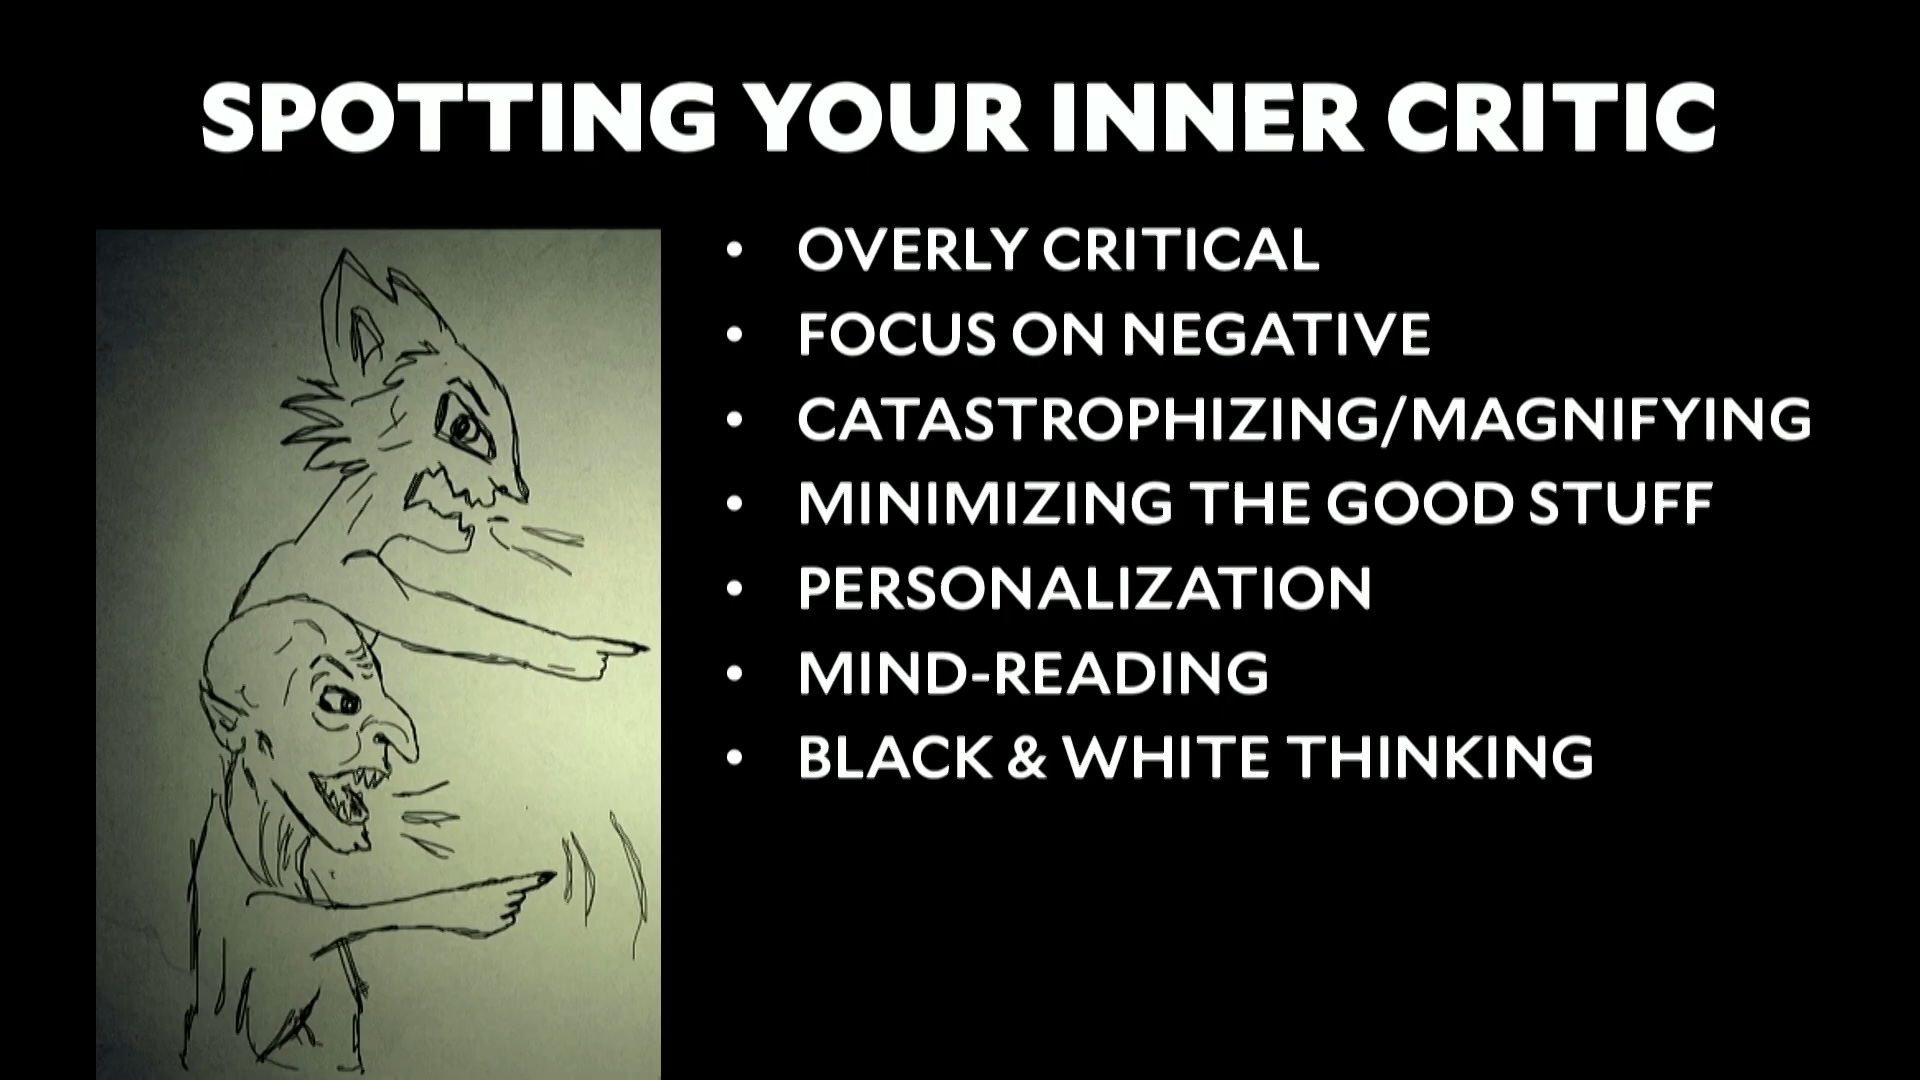 SPOTTING YOUR INNER CRITIC
• OVERLY CRITICAL
• FOCUS ON NEGATIVE
• CATASTROPHIZING/MAGNIFYING
• MINIMIZING THE GOOD STUFF
• PERSONALIZATION
• MIND-READING
• BLACK & WHITE THINKING